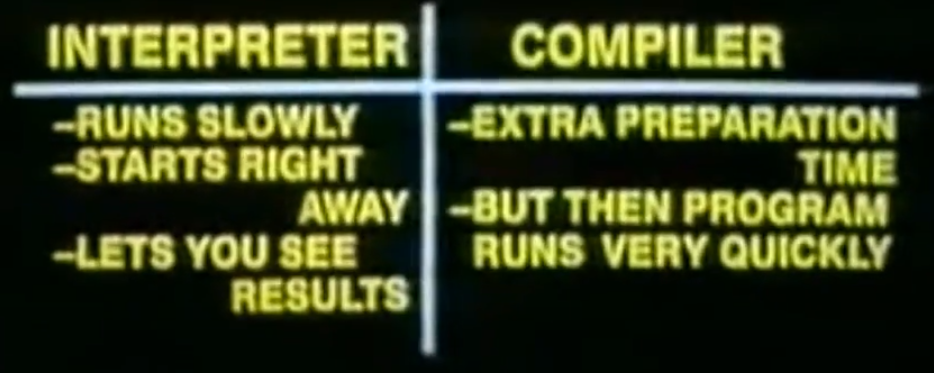 INTERPRETER
–RUNS SLOWLY
–STARTS RIGHT
AWAY
–LETS YOU SEE
RESULTS
COMPILER
–EXTRA PREPARATION
TIME
–BUT THEN PROGRAM
RUNS VERY QUICKLY